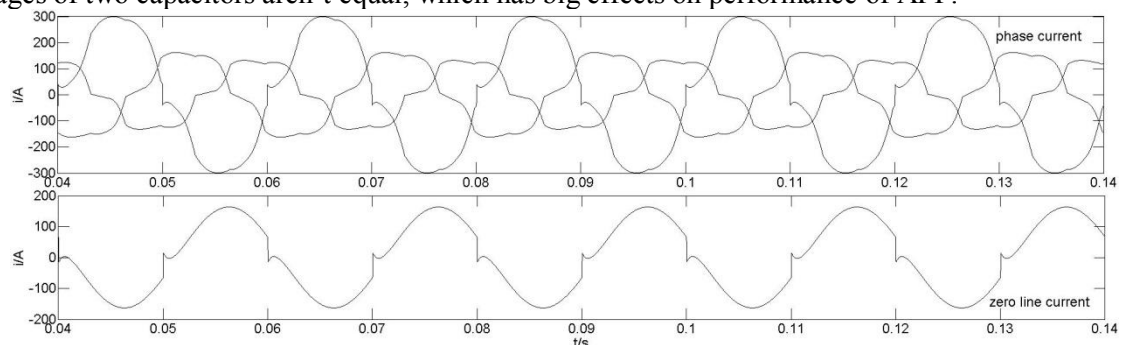 ages of two capacitors aren't equal, which has big effects on performance of APF.
300
phase current
200
100
0
-100
-200
300
i/A
0.04 0.05 0.06 0.07 0.08 0.09 0.1 0.11 0.12 0.13 0.14
200
100
0
-100
-200
i/A
zero line current
0.04 0.05 0.06 0.07 0.08 0.09 0.1 0.11 0.12 0.13 0.14
t/s